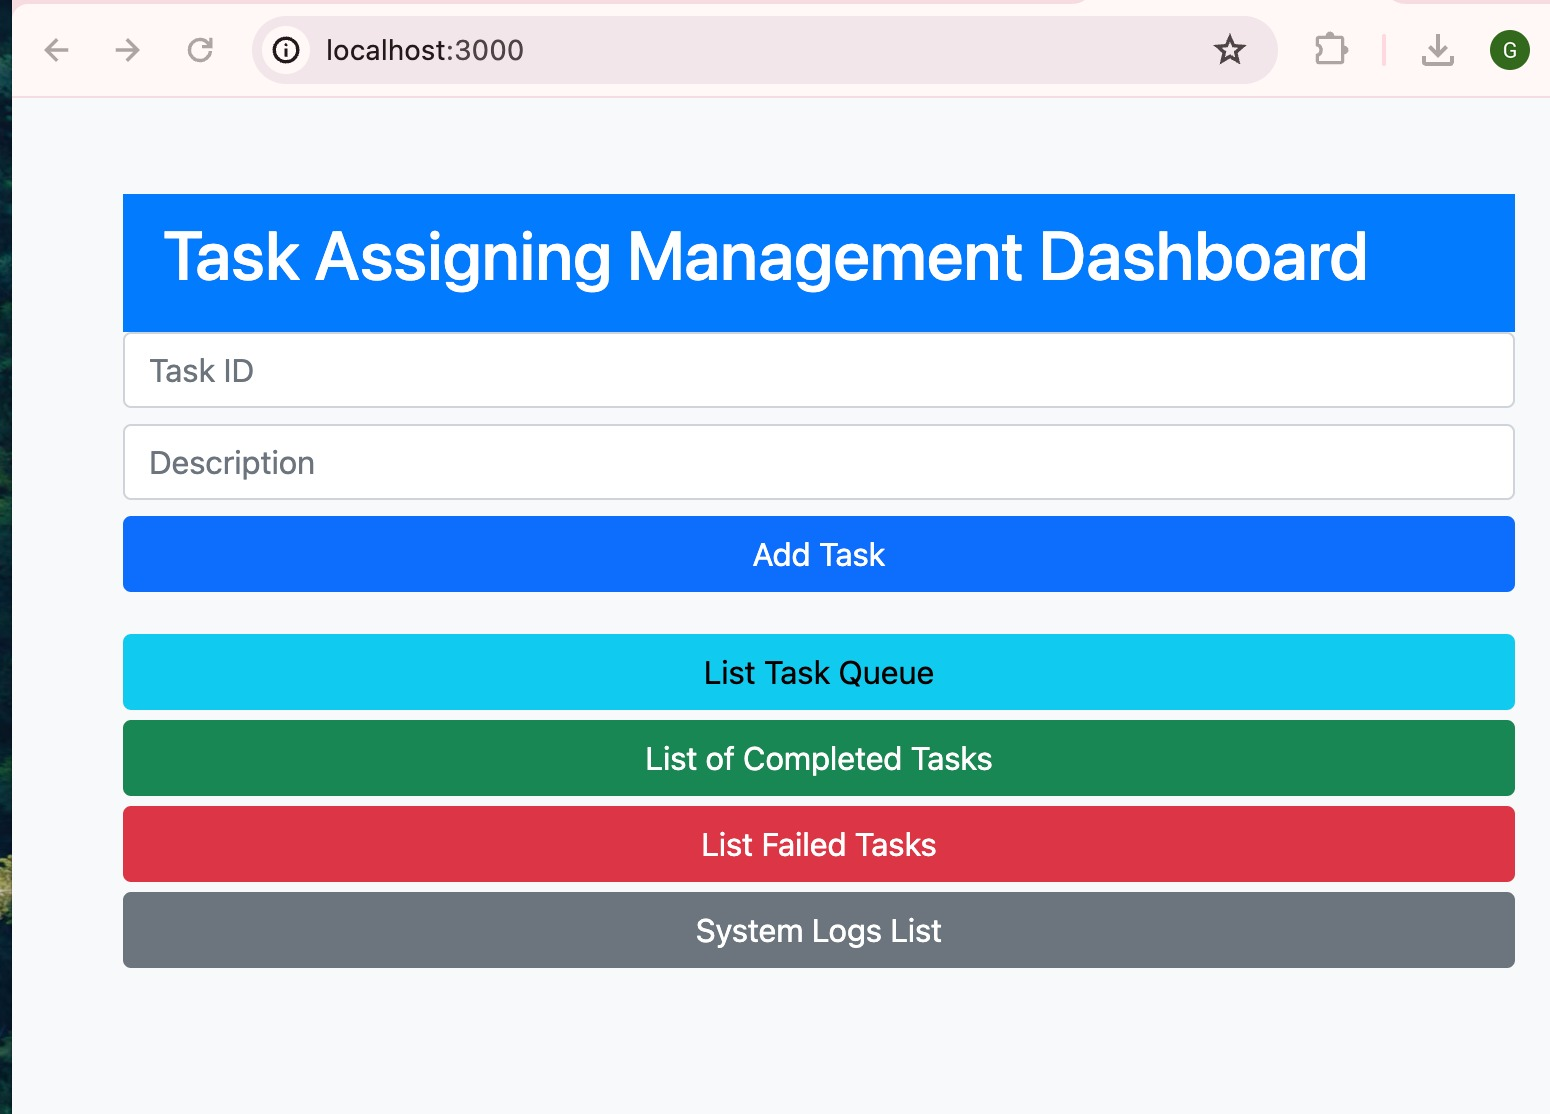 localhost:3000
G
Task Assigning Management Dashboard
Task ID
Description
Add Task
List Task Queue
List of Completed Tasks
List Failed Tasks
System Logs List